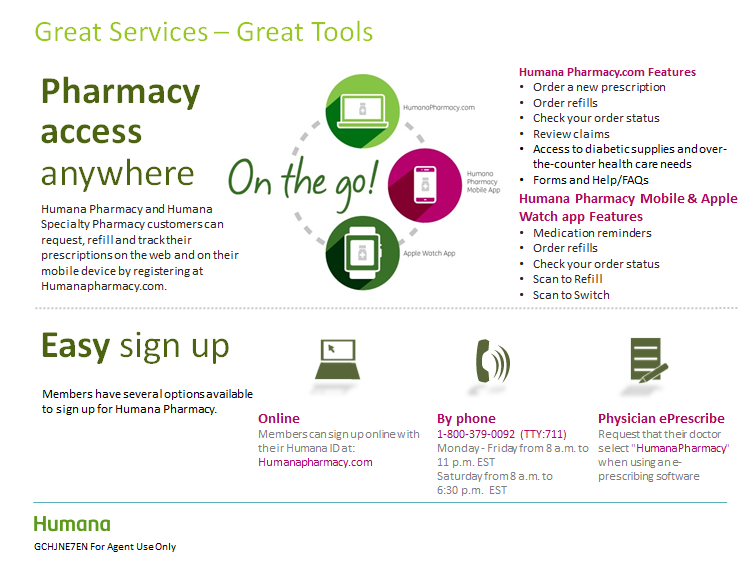 Great Services – Great Tools
Pharmacy
access
anywhere
Humana Pharmacy and Humana
Specialty Pharmacy customers can
request, refill and track their
prescriptions on the web and on their
mobile device by registering at
Humanapharmacy.com.
On the go!
HumanaPharmacy.com
Humana
Pharmacy
Mobile App
Apple Watch App
Humana Pharmacy.com Features
• Order a new prescription
• Order refills
• Check your order status
• Review claims
• Access to diabetic supplies and over-
the-counter health care needs
• Forms and Help/FAQs
Humana Pharmacy Mobile & Apple
Watch app Features
• Medication reminders
• Order refills
• Check your order status
• Scan to Refill
• Scan to Switch
Easy sign up
Members have several options available
to sign up for Humana Pharmacy.
Online
Members can sign up online with
their Humana ID at:
Humanapharmacy.com
By phone
1-800-379-0092 (TTY:711)
Monday - Friday from 8 a.m. to
11 p.m. EST
Saturday from 8 a.m. to
6:30 p.m. EST
Physician ePrescribe
Request that their doctor
select "HumanaPharmacy"
when using an e-
prescribing software
Humana
GCHJNE7EN For Agent Use Only